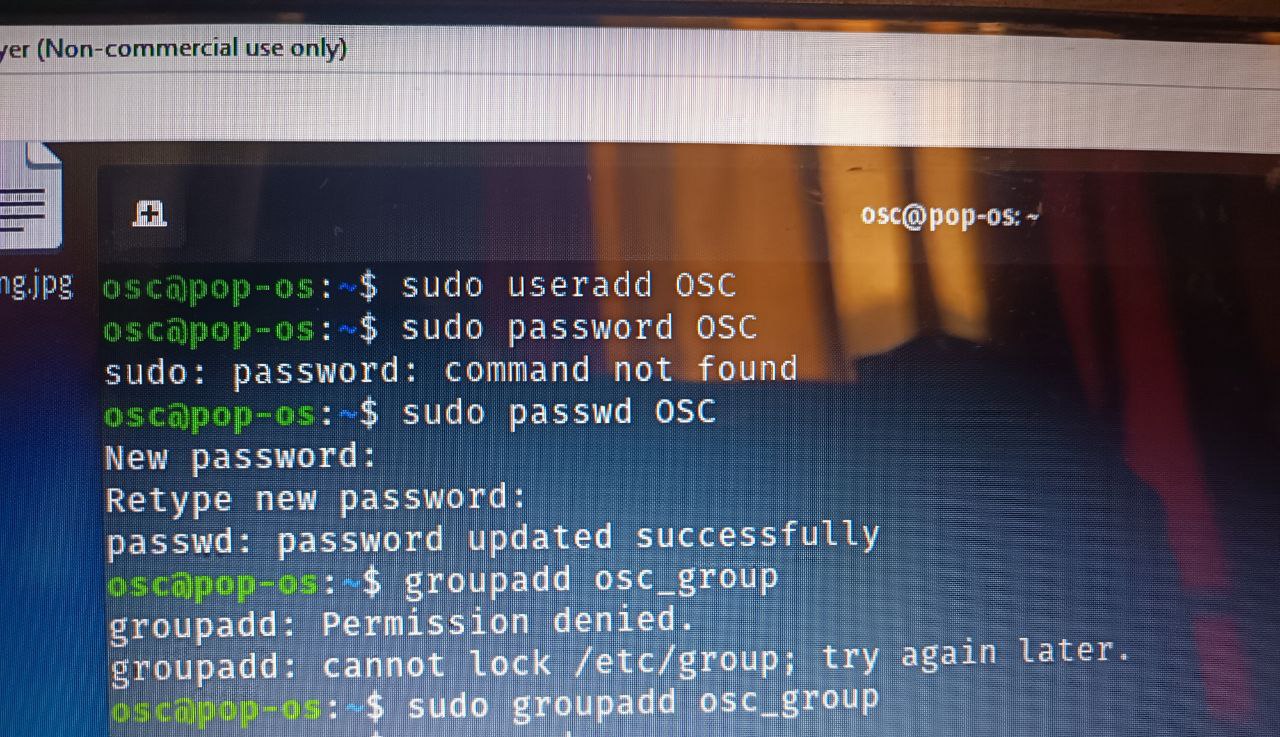 yer (Non-commercial use only)
osc@pop-os: ~
ng.jpg
osc@pop-os:~$ sudo useradd OSC
osc@pop-os:~$ sudo password OSC
sudo: password: command not found
osc@pop-os:~$ sudo passwd OSC
New password:
Retype new password:
passwd: password updated successfully
osc@pop-os:~$ groupadd osc_group
groupadd: Permission denied.
groupadd: cannot lock /etc/group; try again later.
osc@pop-os:~$ sudo groupadd osc_group